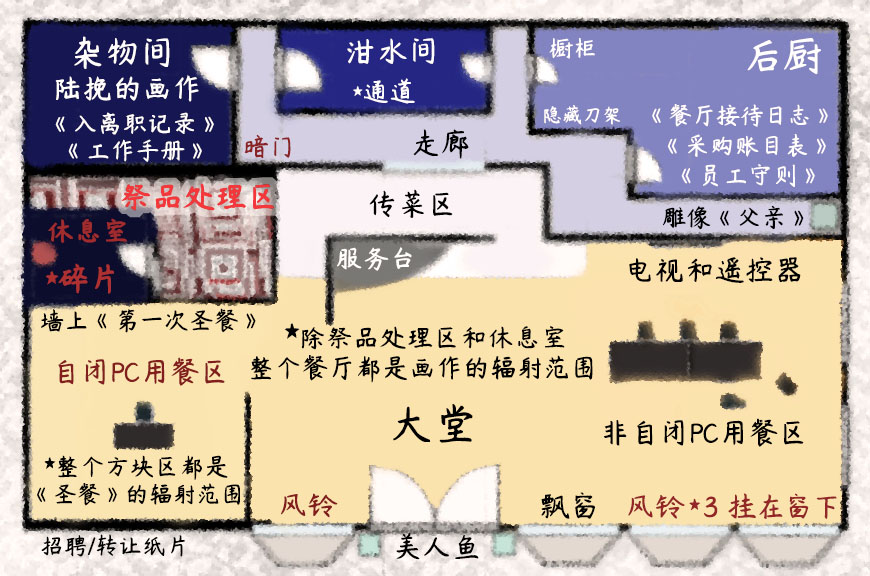 杂物间
陆挽的画作
《入离职记录》
《工作手册》
泔水间
★通道
橱柜
后厨
隐藏刀架
《餐厅接待日志》
《采购账目表》
《员工守则》
暗门
走廊
祭品处理区
休息室
★碎片
传菜区
雕像《父亲》
服务台
电视和遥控器
墙上《第一次圣餐》
★除祭品处理区和休息室
整个餐厅都是画作的辐射范围
自闭PC用餐区
大堂
非自闭PC用餐区
★整个方块区都是
《圣餐》的辐射范围
风铃
飘窗
风铃★3 挂在窗下
招聘/转让纸片
美人鱼